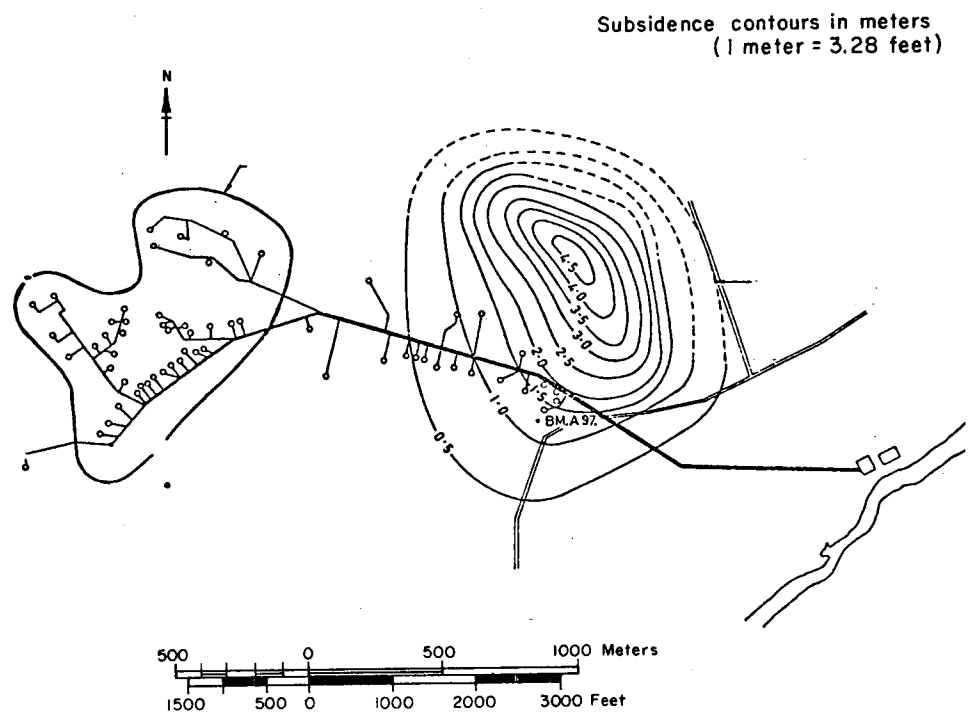 Subsidence contours in meters
(1 meter = 3.28 feet)
N
4·5
4·0
3·5
3·0
2·5
2·0
1·5
1·0
0·5
BM.A 97.
500 0 500 1000 Meters
1500 500 0 1000 2000 3000 Feet